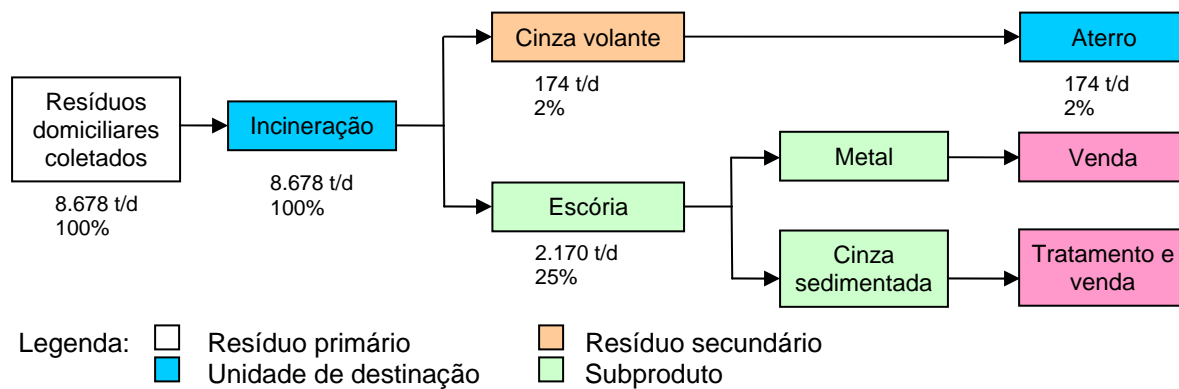 Cinza volante
Aterro
174 t/d
2%
174 t/d
2%
Resíduos
domiciliares
coletados
Incineração
8.678 t/d
100%
8.678 t/d
100%
Metal
Venda
Escória
2.170 t/d
25%
Cinza
sedimentada
Tratamento e
venda
Legenda:
Resíduo primário
Resíduo secundário
Unidade de destinação
Subproduto